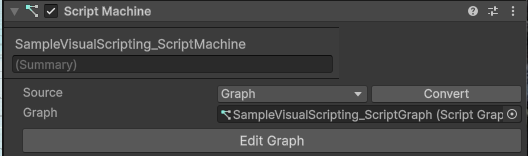 Script Machine
SampleVisualScripting_ScriptMachine
(Summary)
Source Graph Convert
Graph SampleVisualScripting_ScriptGraph (Script Grap
Edit Graph